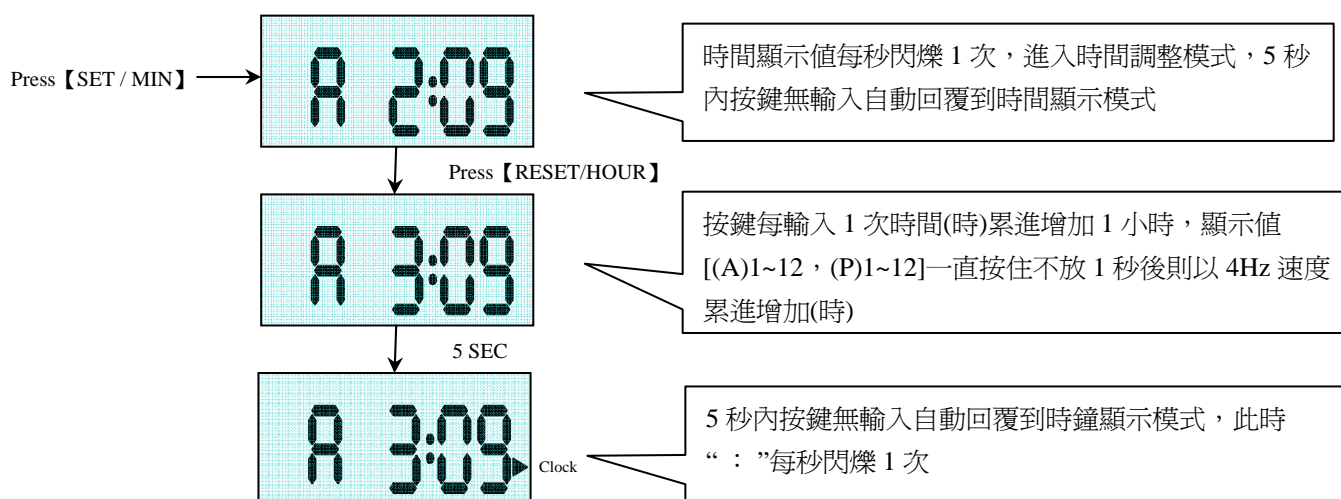 A 2:09
Press【SET / MIN】
時間顯示值每秒閃爍 1 次，進入時間調整模式，5 秒
內按鍵無輸入自動回覆到時間顯示模式
Press【RESET/HOUR】
A 3:09
按鍵每輸入 1 次時間(時)累進增加 1 小時，顯示值
[(A)1~12，(P)1~12]一直按住不放 1 秒後則以 4Hz 速度
累進增加(時)
5 SEC
A 3:09
Clock
5 秒內按鍵無輸入自動回覆到時鐘顯示模式，此時
“ : ”每秒閃爍 1 次